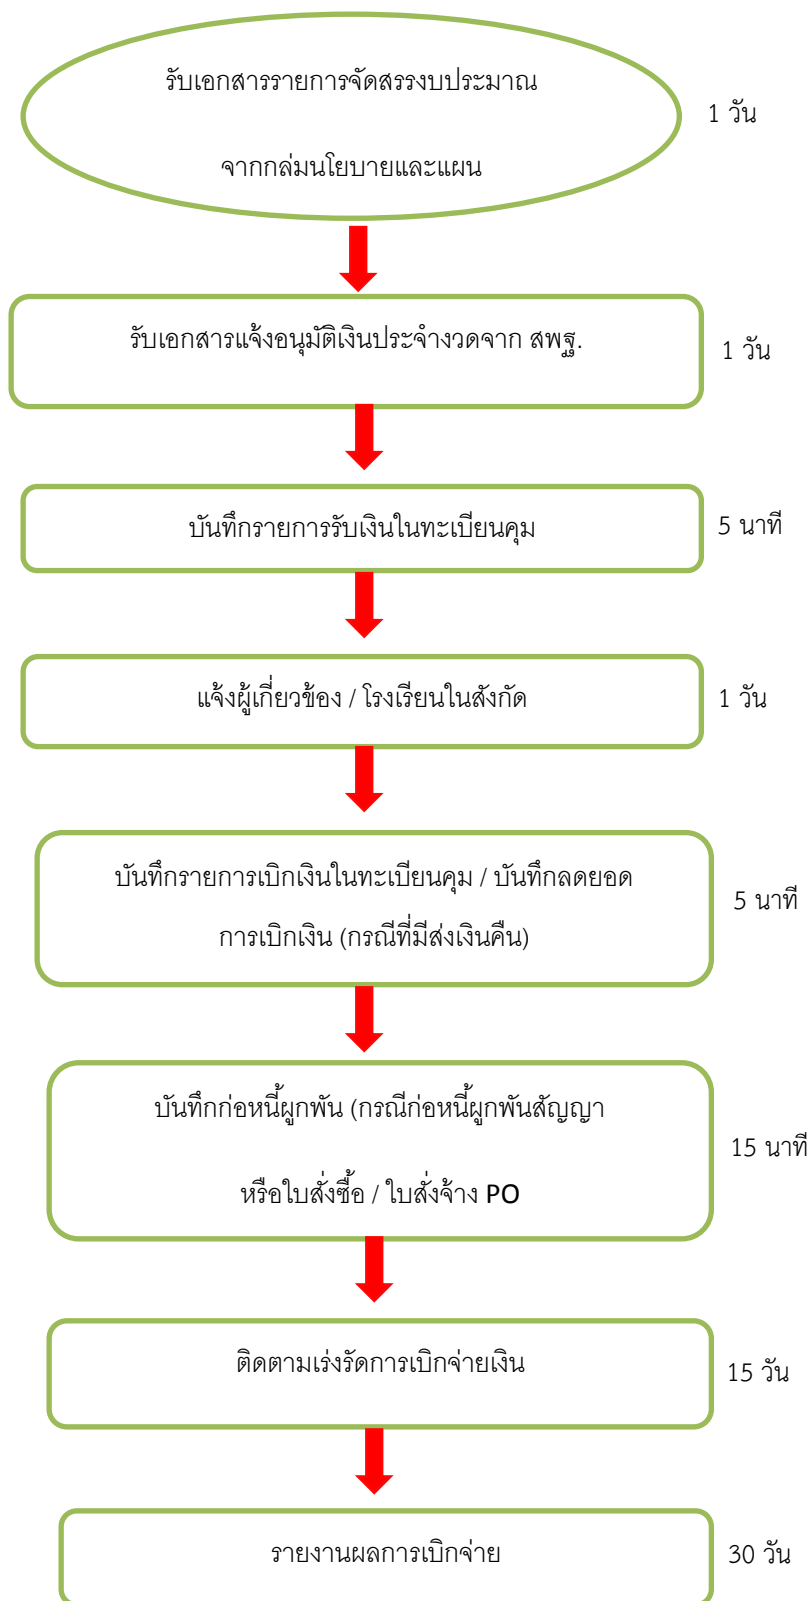 รับเอกสารรายการจัดสรรงบประมาณ
จากกล่มนโยบายและแผน
1 วัน
รับเอกสารแจ้งอนุมัติเงินประจำงวดจาก สพฐ.
1 วัน
บันทึกรายการรับเงินในทะเบียนคุม
5 นาที
แจ้งผู้เกี่ยวข้อง / โรงเรียนในสังกัด
1 วัน
บันทึกรายการเบิกเงินในทะเบียนคุม / บันทึกลดยอด
การเบิกเงิน (กรณีที่มีส่งเงินคืน)
5 นาที
บันทึกก่อหนี้ผูกพัน (กรณีก่อหนี้ผูกพันสัญญา
หรือใบสั่งซื้อ / ใบสั่งจ้าง PO
15 นาที
ติดตามเร่งรัดการเบิกจ่ายเงิน
15 วัน
รายงานผลการเบิกจ่าย
30 วัน